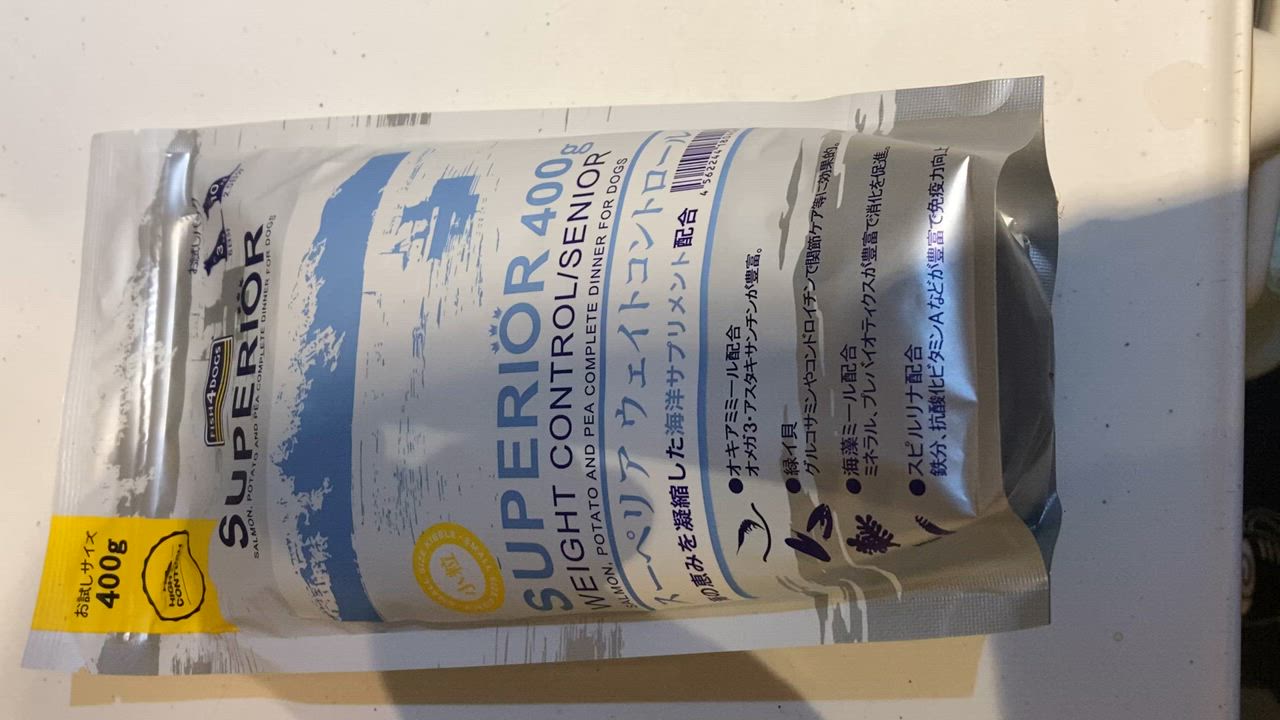 お試しサイズ
400g
HIGH
FISH4DOGS
SUPERIOR
SALMON, POTATO AND PEA COMPLETE DINNER FOR DOGS
小粒
SUPERIOR 400g
WEIGHT CONTROL/SENIOR
SALMON, POTATO AND PEA COMPLETE DINNER FOR DOGS
スーペリア ウェイトコントロール
の恵みを凝縮した海洋サプリメント配合
●オキアミミール配合
オメガ3・アスタキサンチンが豊富。
●緑イ貝
グルコサミンやコンドロイチンで関節ケア等に効果的。
●海藻ミール配合
ミネラル、プレバイオティクスが豊富で消化を促進
●スピルリナ配合
鉄分、抗酸化ビタミンAなどが豊富で免疫力向上